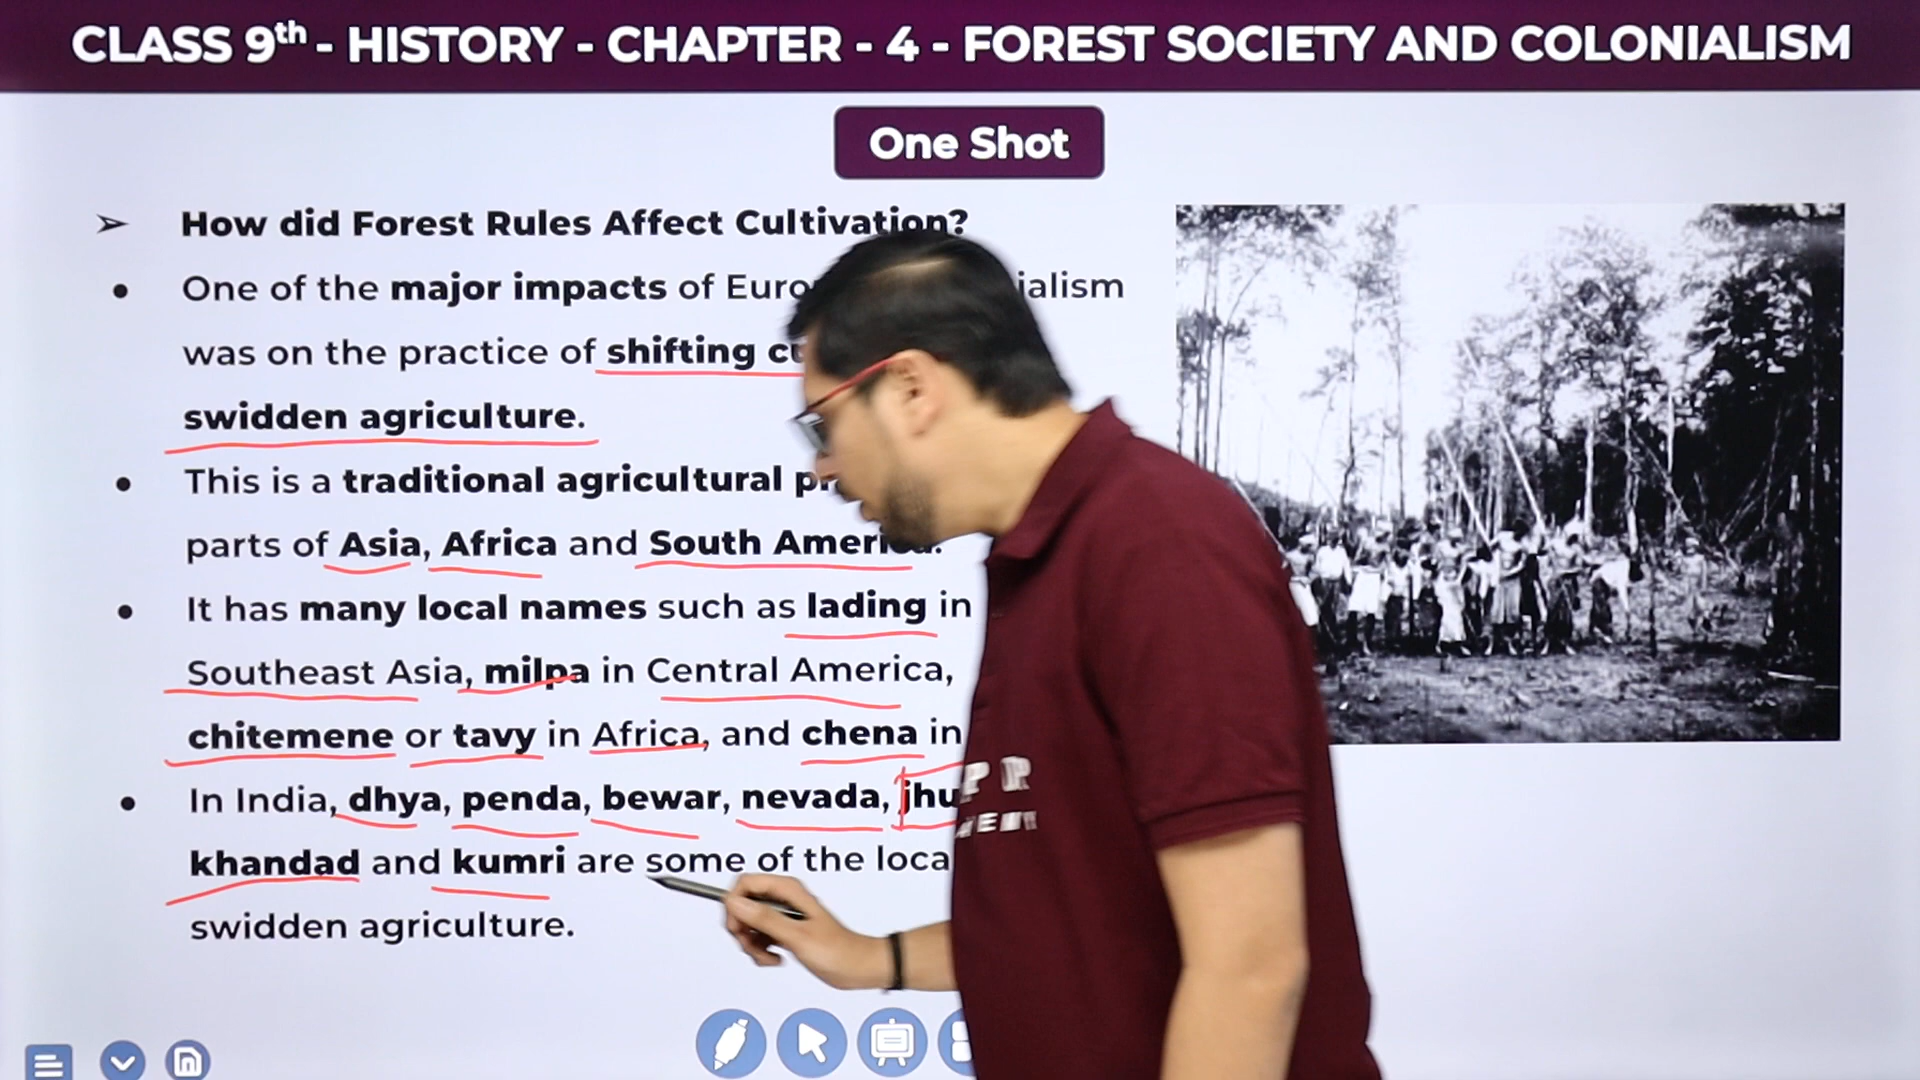 CLASS 9th - HISTORY - CHAPTER - 4 - FOREST SOCIETY AND COLONIALISM
One Shot
➢ How did Forest Rules Affect Cultivation?
• One of the major impacts of Euro ialism
was on the practice of shifting
swidden agriculture.
• This is a traditional agricultural
parts of Asia, Africa and South America.
• It has many local names such as lading in
Southeast Asia, milpa in Central America,
chitemene or tavy in Africa, and chena in
• In India, dhya, penda, bewar, nevada, jhu
khandad and kumri are some of the loca
swidden agriculture.